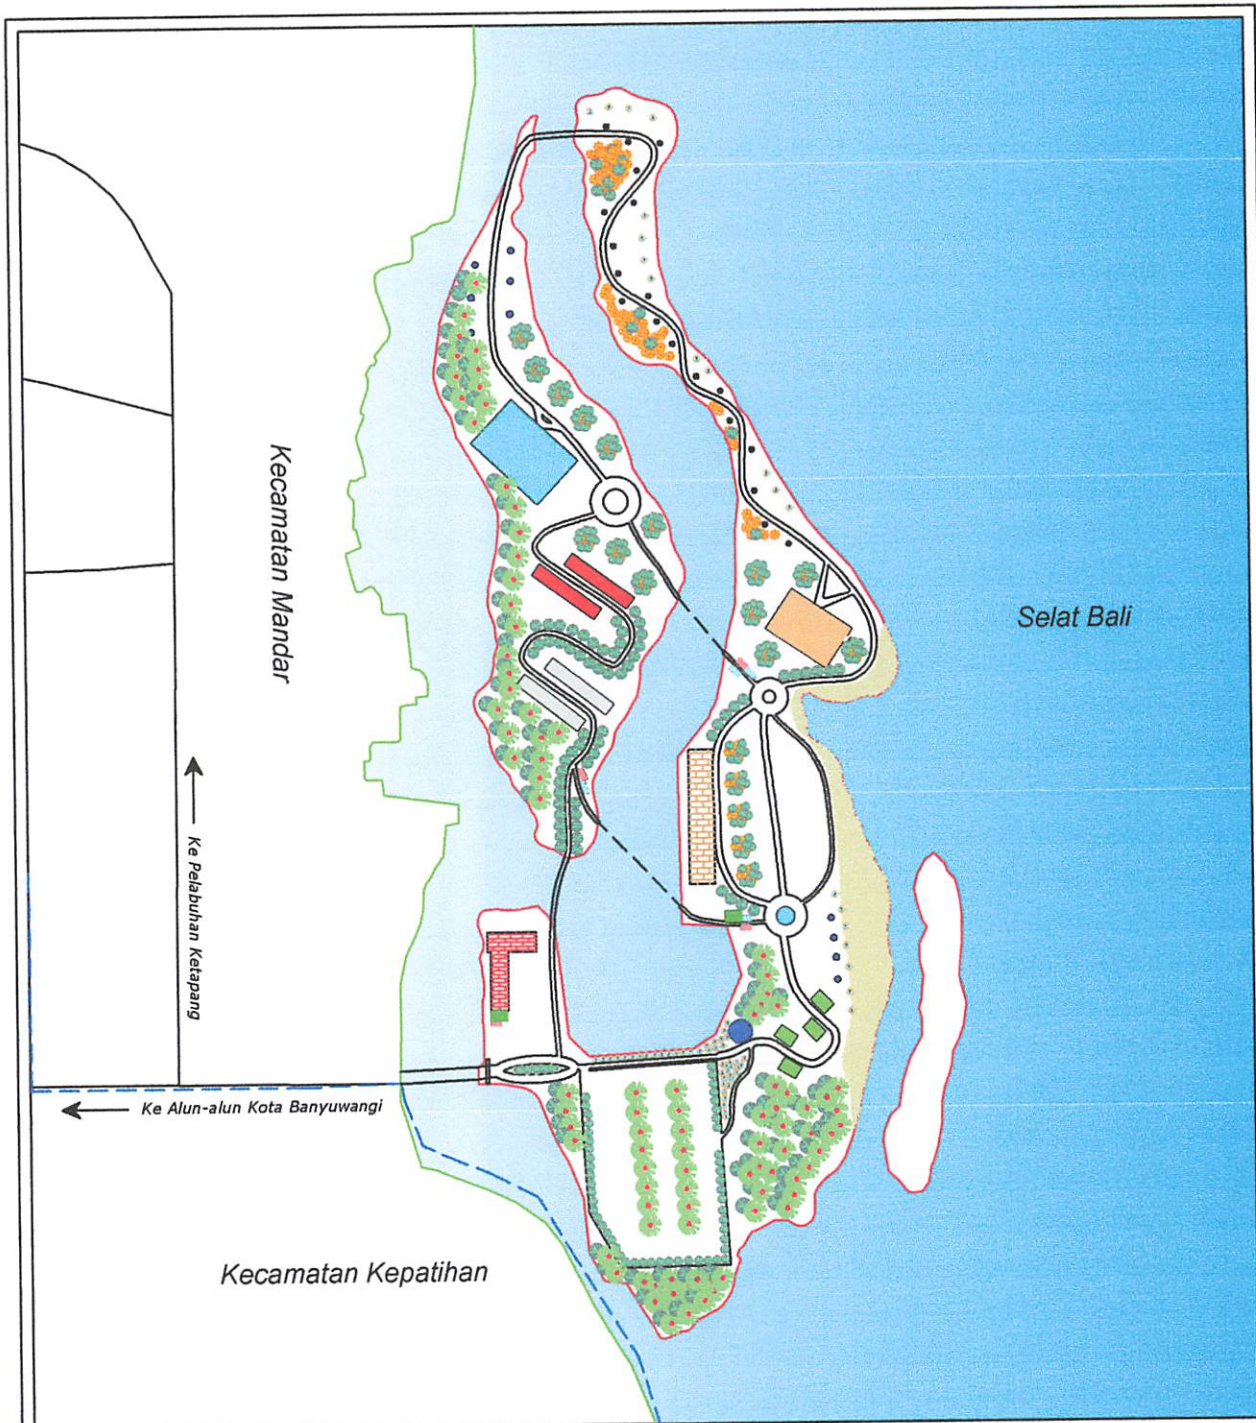 Kecamatan Mandar
Selat Bali
Ke Pelabuhan Ketapang
Ke Alun-alun Kota Banyuwangi
Kecamatan Kepatihan